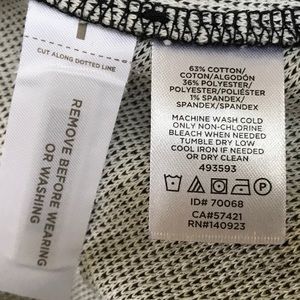 CUT ALONG DOTTED LINE
REMOVE BEFORE WEARING
OR WASHING
63% COTTON/
COTON/ALGODÓN
36% POLYESTER/
POLYESTER/POLIÉSTER
1% SPANDEX/
SPANDEX/SPANDEX
MACHINE WASH COLD
ONLY NON-CHLORINE
BLEACH WHEN NEEDED
TUMBLE DRY LOW
COOL IRON IF NEEDED
OR DRY CLEAN
493593
ID# 70068
CA#57421
RN#140923